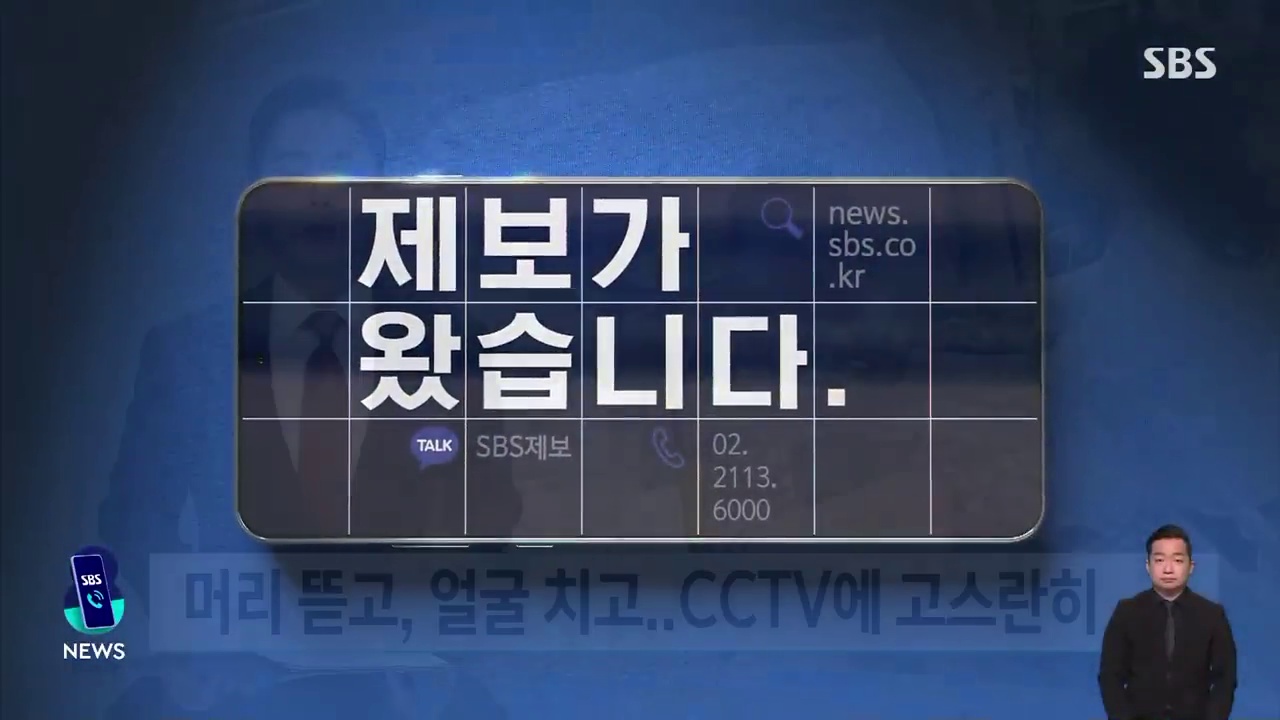 SBS
제보가
news.
sbs.co
.kr
왔습니다.
TALK
SBS제보
02.
2113.
6000
SBS
NEWS
머리 뜯고, 얼굴 치고..CCTV에 고스란히